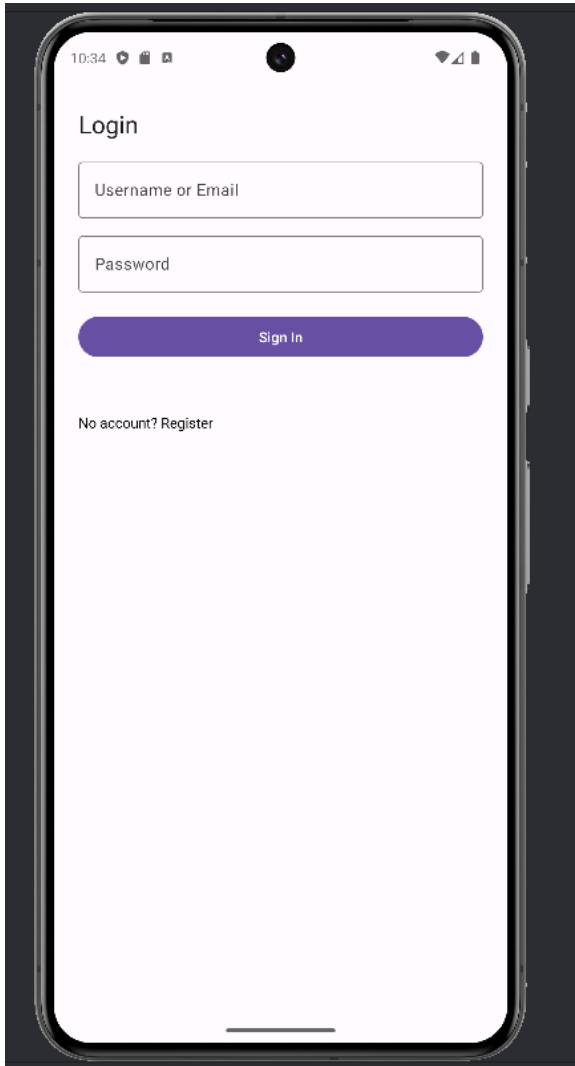 10:34
Login
Username or Email
Password
Sign In
No account? Register